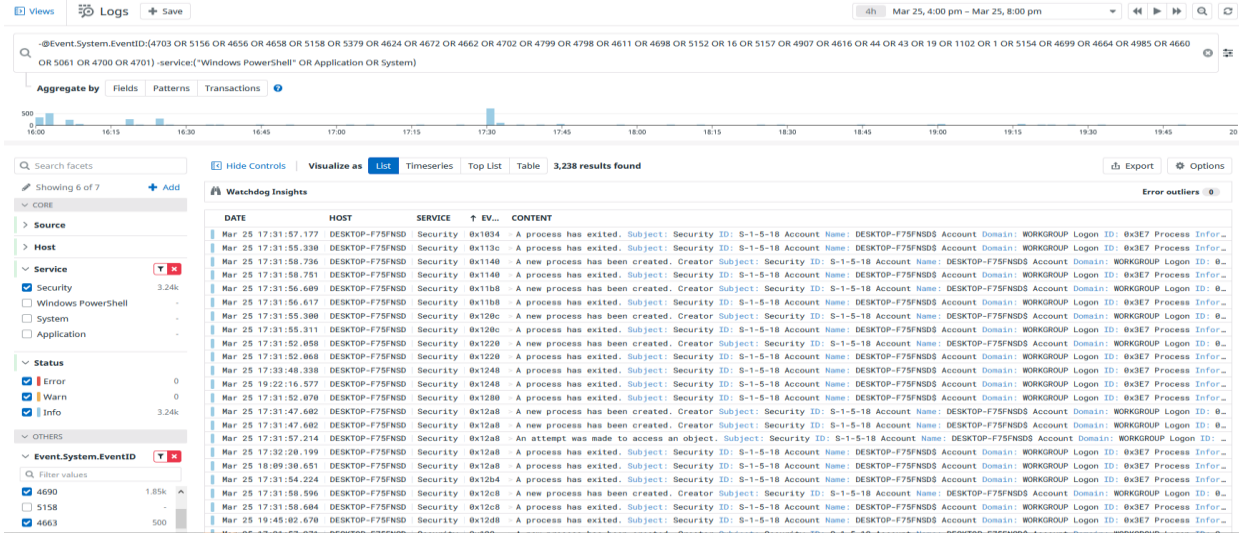 Views Logs + Save 4h Mar 25, 4:00 pm – Mar 25, 8:00 pm
-@Event.System.EventID:(4703 OR 5156 OR 4656 OR 4658 OR 5158 OR 5379 OR 4624 OR 4672 OR 4662 OR 4702 OR 4799 OR 4798 OR 4611 OR 4698 OR 5152 OR 16 OR 5157 OR 4907 OR 4616 OR 44 OR 43 OR 19 OR 1102 OR 1 OR 5154 OR 4699 OR 4664 OR 4985 OR 4660
OR 5061 OR 4700 OR 4701) -service:("Windows PowerShell" OR Application OR System)
Aggregate by Fields Patterns Transactions ?
500
0
16:00 16:15 16:30 16:45 17:00 17:15 17:30 17:45 18:00 18:15 18:30 18:45 19:00 19:15 19:30 19:45 20
Search facets
Showing 6 of 7 + Add
CORE
Source
Host
Service
Security 3.24k
Windows PowerShell -
System -
Application -
Status
Error 0
Warn 0
Info 3.24k
OTHERS
Event.System.EventID
Filter values
4690 1.85k
5158 -
4663 500
Hide Controls Visualize as List Timeseries Top List Table 3,238 results found Export Options
Watchdog Insights Error outliers 0
DATE HOST SERVICE ↑ EV... CONTENT
Mar 25 17:31:57.177 DESKTOP-F75FNSD Security 0x1034 A process has exited. Subject: Security ID: S-1-5-18 Account Name: DESKTOP-F75FNSD$ Account Domain: WORKGROUP Logon ID: 0x3E7 Process Infor…
Mar 25 17:31:55.330 DESKTOP-F75FNSD Security 0x113c A process has exited. Subject: Security ID: S-1-5-18 Account Name: DESKTOP-F75FNSD$ Account Domain: WORKGROUP Logon ID: 0x3E7 Process Infor…
Mar 25 17:31:58.736 DESKTOP-F75FNSD Security 0x1140 A new process has been created. Creator Subject: Security ID: S-1-5-18 Account Name: DESKTOP-F75FNSD$ Account Domain: WORKGROUP Logon ID: 0…
Mar 25 17:31:58.751 DESKTOP-F75FNSD Security 0x1140 A process has exited. Subject: Security ID: S-1-5-18 Account Name: DESKTOP-F75FNSD$ Account Domain: WORKGROUP Logon ID: 0x3E7 Process Infor…
Mar 25 17:31:56.609 DESKTOP-F75FNSD Security 0x11b8 A new process has been created. Creator Subject: Security ID: S-1-5-18 Account Name: DESKTOP-F75FNSD$ Account Domain: WORKGROUP Logon ID: 0…
Mar 25 17:31:56.617 DESKTOP-F75FNSD Security 0x11b8 A process has exited. Subject: Security ID: S-1-5-18 Account Name: DESKTOP-F75FNSD$ Account Domain: WORKGROUP Logon ID: 0x3E7 Process Infor…
Mar 25 17:31:55.300 DESKTOP-F75FNSD Security 0x120c A new process has been created. Creator Subject: Security ID: S-1-5-18 Account Name: DESKTOP-F75FNSD$ Account Domain: WORKGROUP Logon ID: 0…
Mar 25 17:31:55.311 DESKTOP-F75FNSD Security 0x120c A process has exited. Subject: Security ID: S-1-5-18 Account Name: DESKTOP-F75FNSD$ Account Domain: WORKGROUP Logon ID: 0x3E7 Process Infor…
Mar 25 17:31:52.058 DESKTOP-F75FNSD Security 0x1220 A new process has been created. Creator Subject: Security ID: S-1-5-18 Account Name: DESKTOP-F75FNSD$ Account Domain: WORKGROUP Logon ID: 0…
Mar 25 17:31:52.068 DESKTOP-F75FNSD Security 0x1220 A process has exited. Subject: Security ID: S-1-5-18 Account Name: DESKTOP-F75FNSD$ Account Domain: WORKGROUP Logon ID: 0x3E7 Process Infor…
Mar 25 17:33:48.338 DESKTOP-F75FNSD Security 0x1248 A process has exited. Subject: Security ID: S-1-5-18 Account Name: DESKTOP-F75FNSD$ Account Domain: WORKGROUP Logon ID: 0x3E7 Process Infor…
Mar 25 19:22:16.577 DESKTOP-F75FNSD Security 0x1248 A process has exited. Subject: Security ID: S-1-5-18 Account Name: DESKTOP-F75FNSD$ Account Domain: WORKGROUP Logon ID: 0x3E7 Process Infor…
Mar 25 17:31:52.070 DESKTOP-F75FNSD Security 0x1280 A process has exited. Subject: Security ID: S-1-5-18 Account Name: DESKTOP-F75FNSD$ Account Domain: WORKGROUP Logon ID: 0x3E7 Process Infor…
Mar 25 17:31:47.602 DESKTOP-F75FNSD Security 0x12a8 A new process has been created. Creator Subject: Security ID: S-1-5-18 Account Name: DESKTOP-F75FNSD$ Account Domain: WORKGROUP Logon ID: 0…
Mar 25 17:31:47.602 DESKTOP-F75FNSD Security 0x12a8 A new process has been created. Creator Subject: Security ID: S-1-5-18 Account Name: DESKTOP-F75FNSD$ Account Domain: WORKGROUP Logon ID: 0…
Mar 25 17:31:57.214 DESKTOP-F75FNSD Security 0x12a8 An attempt was made to access an object. Subject: Security ID: S-1-5-18 Account Name: DESKTOP-F75FNSD$ Account Domain: WORKGROUP Logon ID: …
Mar 25 17:32:20.199 DESKTOP-F75FNSD Security 0x12a8 A process has exited. Subject: Security ID: S-1-5-18 Account Name: DESKTOP-F75FNSD$ Account Domain: WORKGROUP Logon ID: 0x3E7 Process Infor…
Mar 25 18:09:30.651 DESKTOP-F75FNSD Security 0x12a8 A process has exited. Subject: Security ID: S-1-5-18 Account Name: DESKTOP-F75FNSD$ Account Domain: WORKGROUP Logon ID: 0x3E7 Process Infor…
Mar 25 17:31:54.224 DESKTOP-F75FNSD Security 0x12b4 A process has exited. Subject: Security ID: S-1-5-18 Account Name: DESKTOP-F75FNSD$ Account Domain: WORKGROUP Logon ID: 0x3E7 Process Infor…
Mar 25 17:31:58.596 DESKTOP-F75FNSD Security 0x12c8 A new process has been created. Creator Subject: Security ID: S-1-5-18 Account Name: DESKTOP-F75FNSD$ Account Domain: WORKGROUP Logon ID: 0…
Mar 25 17:31:58.604 DESKTOP-F75FNSD Security 0x12c8 A process has exited. Subject: Security ID: S-1-5-18 Account Name: DESKTOP-F75FNSD$ Account Domain: WORKGROUP Logon ID: 0x3E7 Process Infor…
Mar 25 19:45:02.670 DESKTOP-F75FNSD Security 0x12d8 A process has exited. Subject: Security ID: S-1-5-18 Account Name: DESKTOP-F75FNSD$ Account Domain: WORKGROUP Logon ID: 0x3E7 Process Infor…